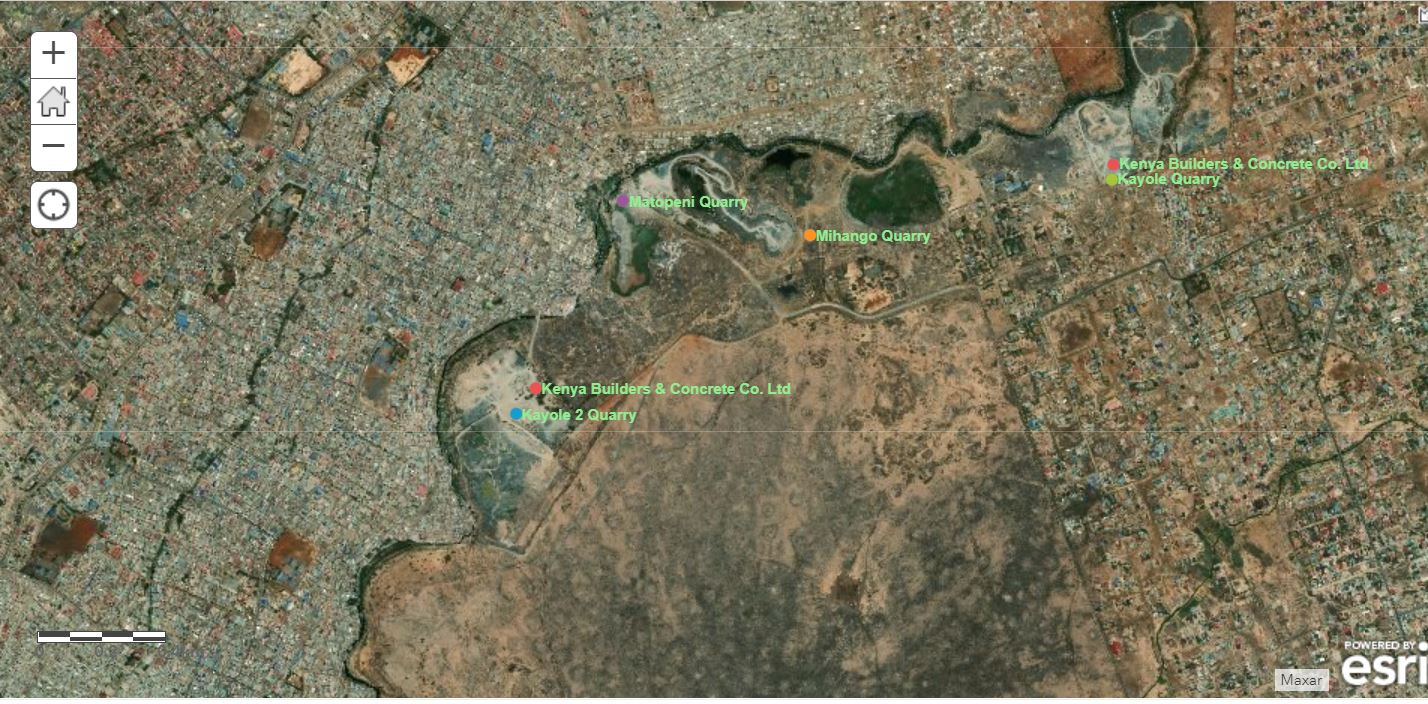 Kenya Builders & Concrete Co. Ltd
Kayole Quarry
Matopeni Quarry
Mihango Quarry
Kenya Builders & Concrete Co. Ltd
Kayole 2 Quarry
POWERED BY
esri
Maxar